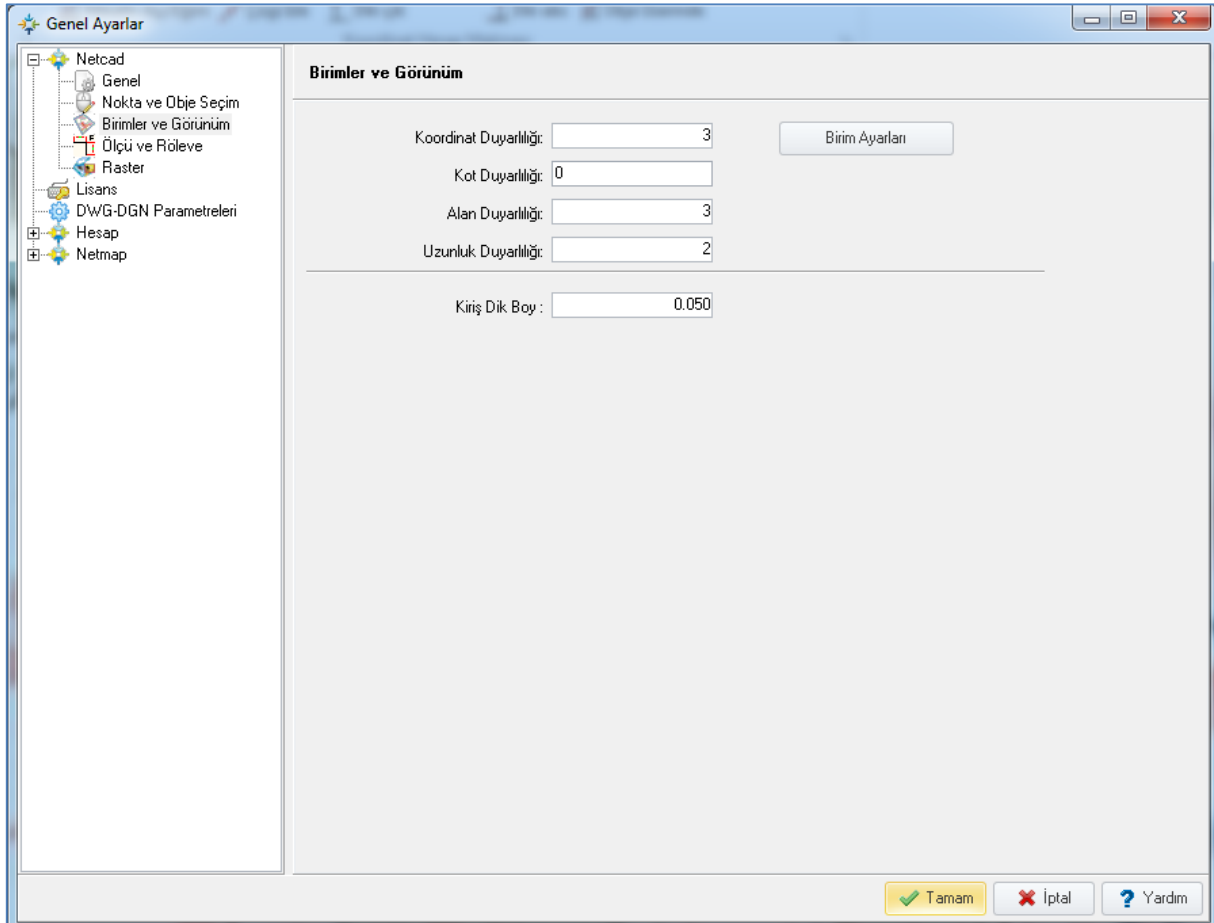 Genel Ayarlar
Netcad
Genel
Nokta ve Obje Seçim
Birimler ve Görünüm
Ölçü ve Röleve
Raster
Lisans
DWG-DGN Parametreleri
Hesap
Netmap
Birimler ve Görünüm
Koordinat Duyarlılığı: 3
Birim Ayarları
Kot Duyarlılığı: 0
Alan Duyarlılığı: 3
Uzunluk Duyarlılığı: 2
Kiriş Dik Boy : 0.050
Tamam
İptal
Yardım